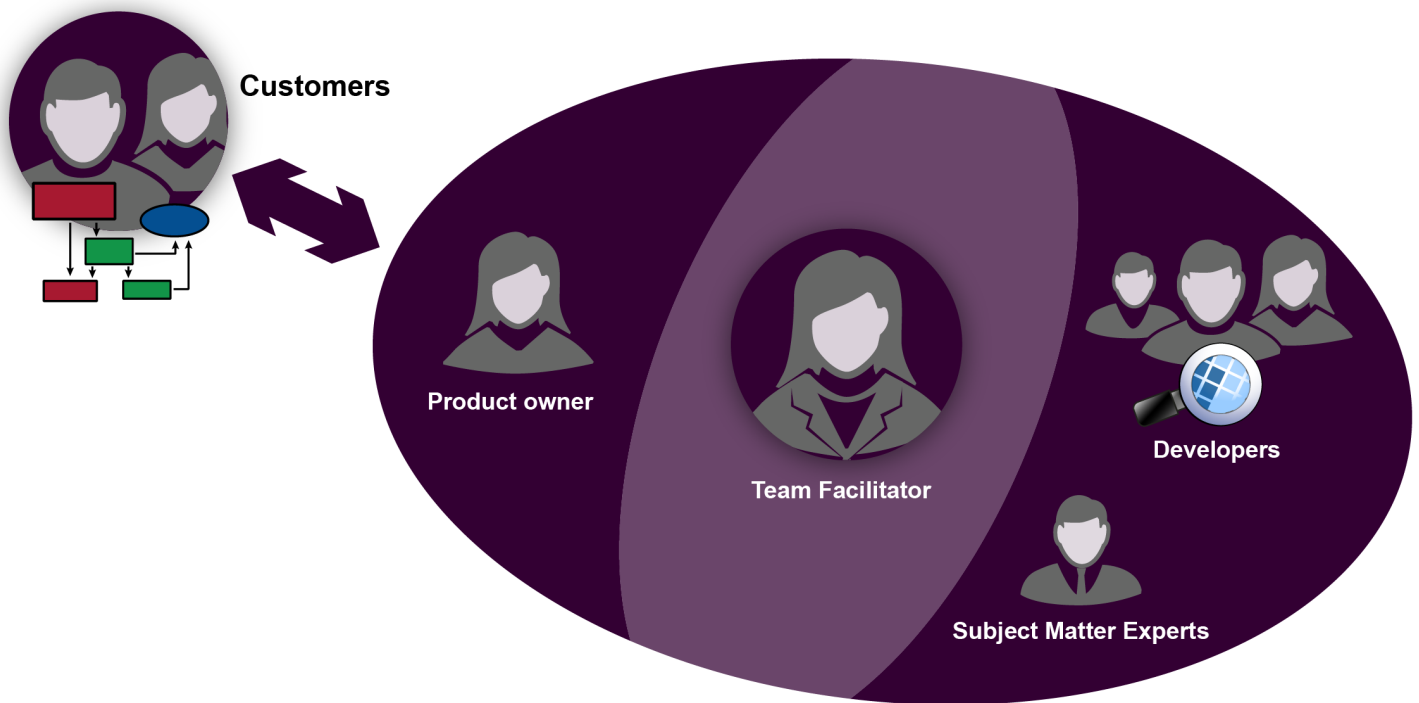 Customers
Product owner
Team Facilitator
Developers
Subject Matter Experts